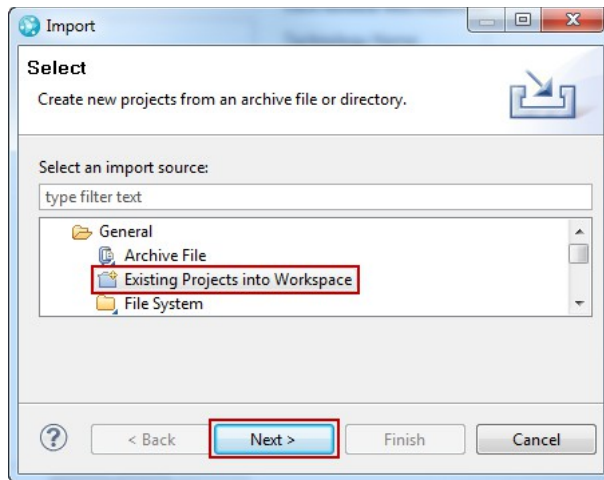 Import
Select
Create new projects from an archive file or directory.
Select an import source:
type filter text
General
Archive File
Existing Projects into Workspace
File System
? < Back Next > Finish Cancel